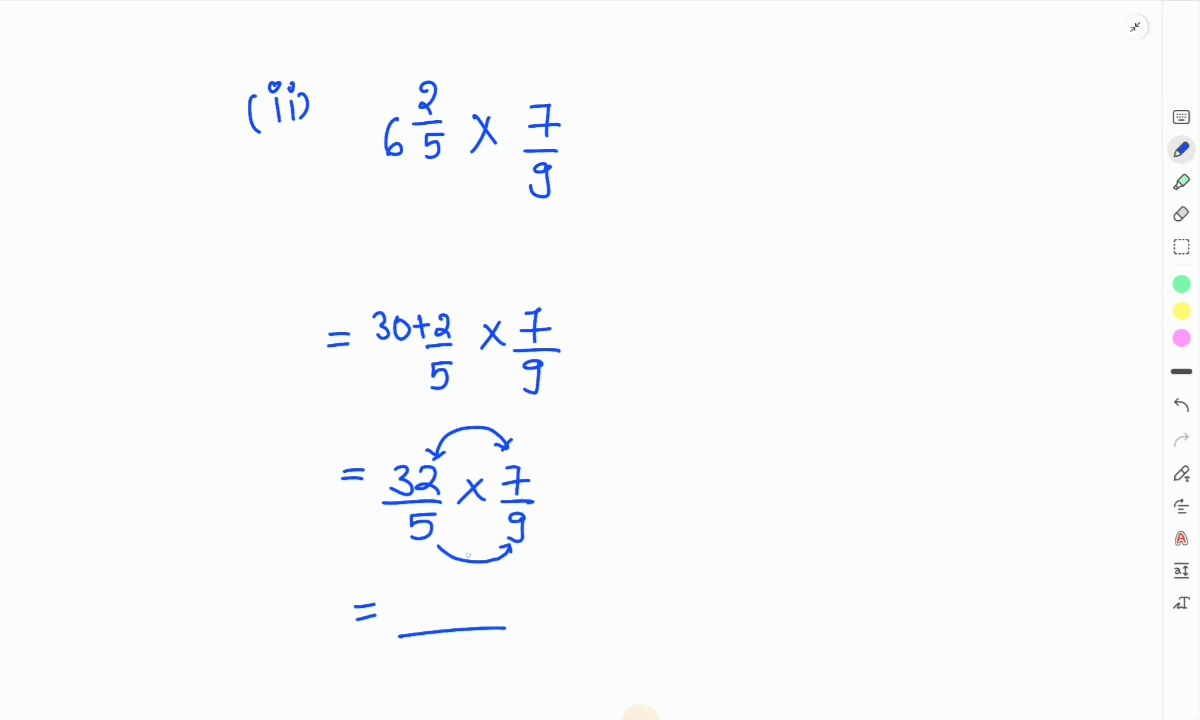 (ii) 6 2/5 × 7/9
= 30+2/5 × 7/9
= 32/5 × 7/9
=